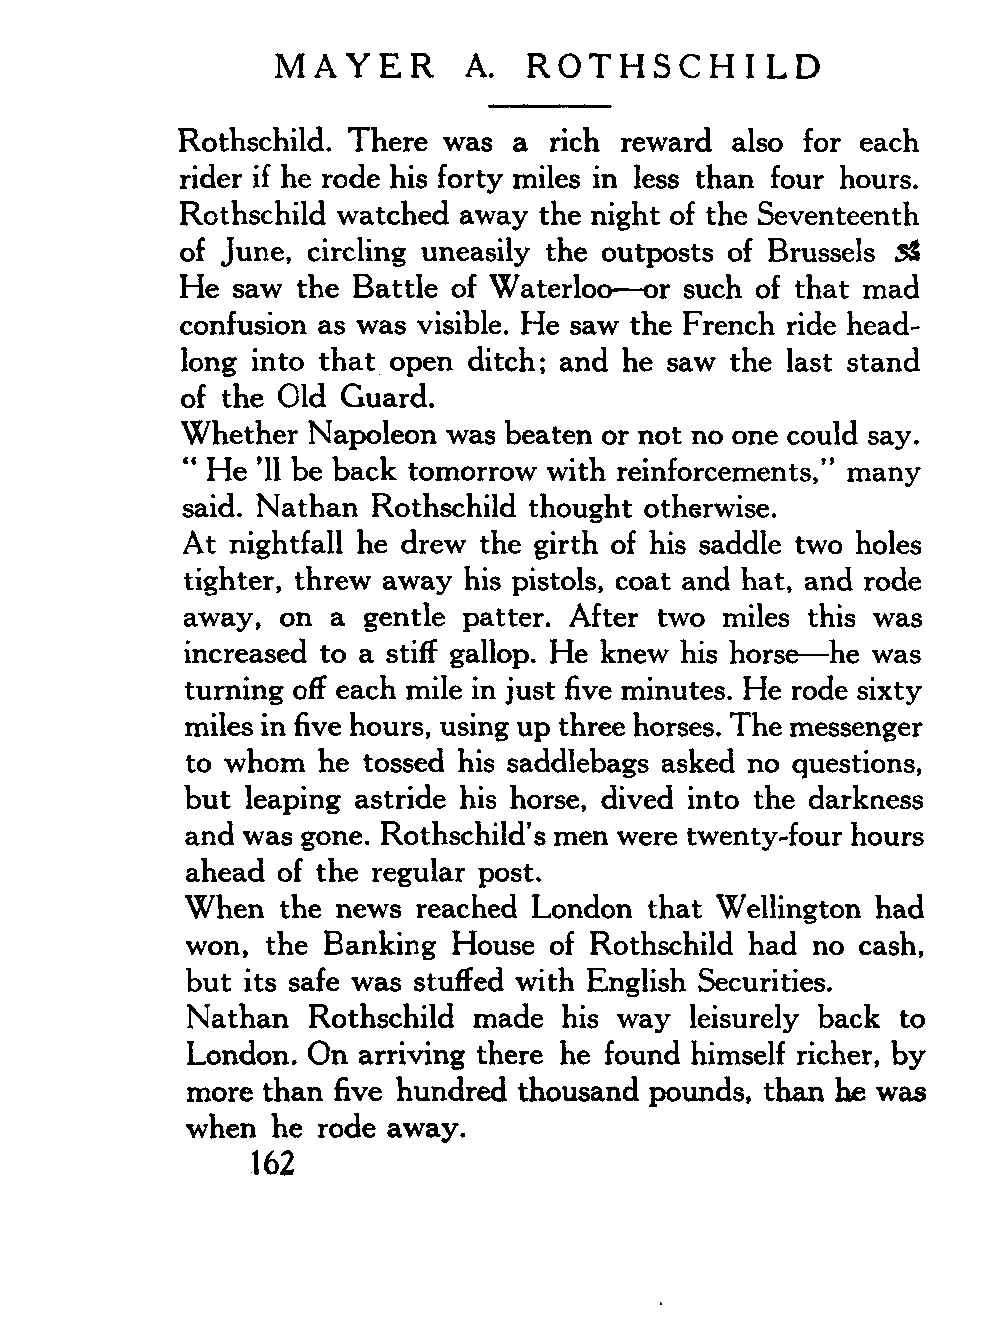 MAYER A. ROTHSCHILD
Rothschild. There was a rich reward also for each
rider if he rode his forty miles in less than four hours.
Rothschild watched away the night of the Seventeenth
of June, circling uneasily the outposts of Brussels
He saw the Battle of Waterloo—or such of that mad
confusion as was visible. He saw the French ride head-
long into that open ditch; and he saw the last stand
of the Old Guard.
Whether Napoleon was beaten or not no one could say.
“ He 'll be back tomorrow with reinforcements,” many
said. Nathan Rothschild thought otherwise.
At nightfall he drew the girth of his saddle two holes
tighter, threw away his pistols, coat and hat, and rode
away, on a gentle patter. After two miles this was
increased to a stiff gallop. He knew his horse—he was
turning off each mile in just five minutes. He rode sixty
miles in five hours, using up three horses. The messenger
to whom he tossed his saddlebags asked no questions,
but leaping astride his horse, dived into the darkness
and was gone. Rothschild's men were twenty-four hours
ahead of the regular post.
When the news reached London that Wellington had
won, the Banking House of Rothschild had no cash,
but its safe was stuffed with English Securities.
Nathan Rothschild made his way leisurely back to
London. On arriving there he found himself richer, by
more than five hundred thousand pounds, than he was
when he rode away.
162